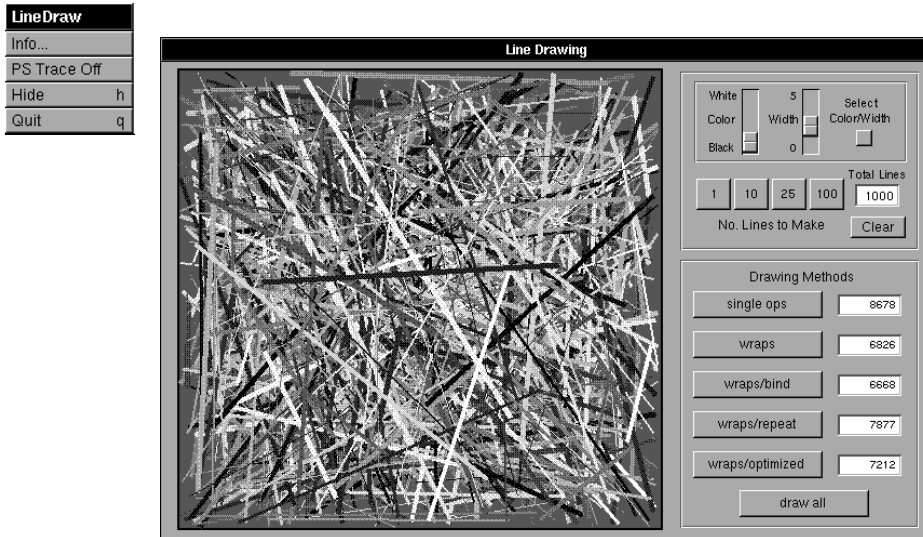 LineDraw
Info...
PS Trace Off
Hide h
Quit q
Line Drawing
White 5 Select
Color Width Color/Width
Black 0
Total Lines
1 10 25 100 1000
No. Lines to Make Clear
Drawing Methods
single ops 8678
wraps 6826
wraps/bind 6668
wraps/repeat 7877
wraps/optimized 7212
draw all